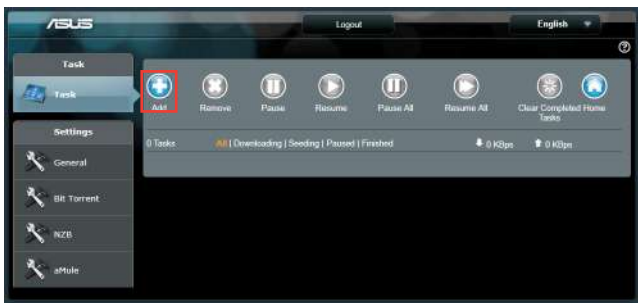 ASUS
Logout
English
Task
Task
Settings
General
Bit Torrent
NZB
aMule
Add
Remove
Pause
Resume
Pause All
Resume All
Clear Completed Tasks
Home
0 Tasks
All | Downloading | Seeding | Paused | Finished
0 KBps
0 KBps